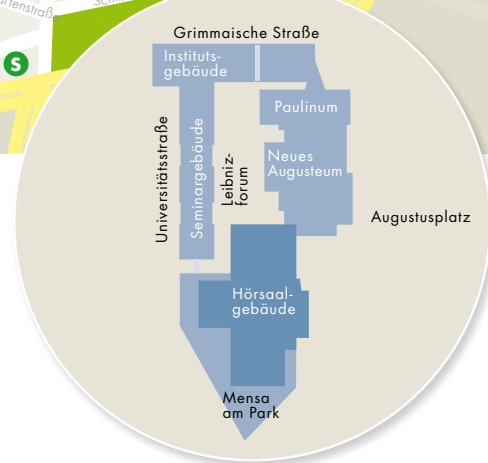 S
Grimmaische Straße
Instituts-
gebäude
Paulinum
Universitätsstraße
Seminargebäude
Leibniz-
forum
Neues
Augusteum
Augustusplatz
Hörsaal-
gebäude
Mensa
am Park